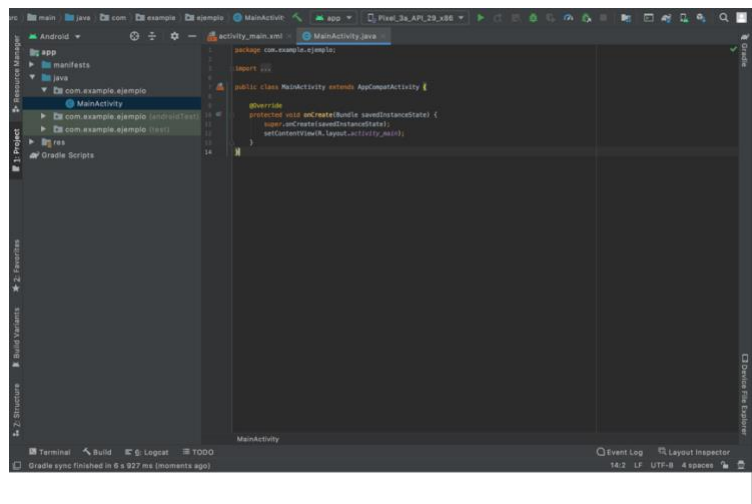 src main java com example ejemplo MainActivit app Pixel_3a_API_29_x86
Android
activity_main.xml MainActivity.java
Resource Manager
1: Project
2: Favorites
Build Variants
Z: Structure
app
manifests
java
com.example.ejemplo
MainActivity
com.example.ejemplo (androidTest)
com.example.ejemplo (test)
res
Gradle Scripts
package com.example.ejemplo;
import ...
public class MainActivity extends AppCompatActivity {
@Override
protected void onCreate(Bundle savedInstanceState) {
super.onCreate(savedInstanceState);
setContentView(R.layout.activity_main);
}
14 }
MainActivity
Gradle
Device File Explorer
Terminal Build 6: Logcat TODO Event Log Layout Inspector
Gradle sync finished in 6 s 927 ms (moments ago) 14:2 LF UTF-8 4 spaces